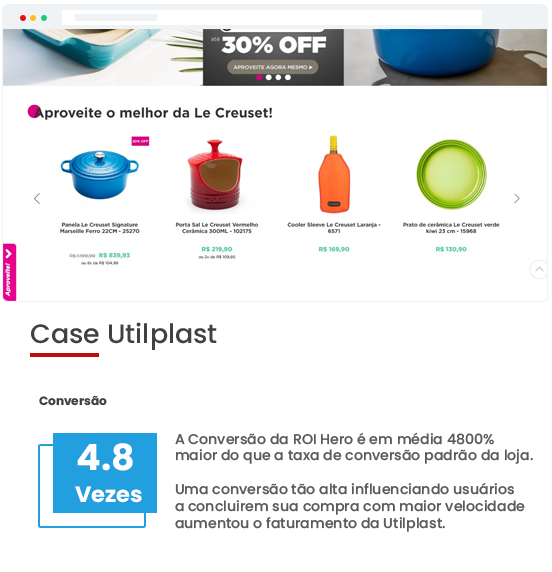 até
30% OFF
APROVEITE AGORA MESMO ▸
Aproveite o melhor da Le Creuset!
30% OFF
Panela Le Creuset Signature
Marseille Ferro 22CM - 25270
R$ 839,93
ou 8x de R$ 104,99
Porta Sal Le Creuset Vermelho
Cerâmica 300ML - 102175
R$ 219,90
ou 2x de R$ 109,95
Cooler Sleeve Le Creuset Laranja -
6571
R$ 169,90
Prato de cerâmica Le Creuset verde
kiwi 23 cm - 15968
R$ 130,90
Aproveite!
Case Utilplast
Conversão
4.8
Vezes
A Conversão da ROI Hero é em média 4800%
maior do que a taxa de conversão padrão da loja.
Uma conversão tão alta influenciando usuários
a concluirem sua compra com maior velocidade
aumentou o faturamento da Utilplast.